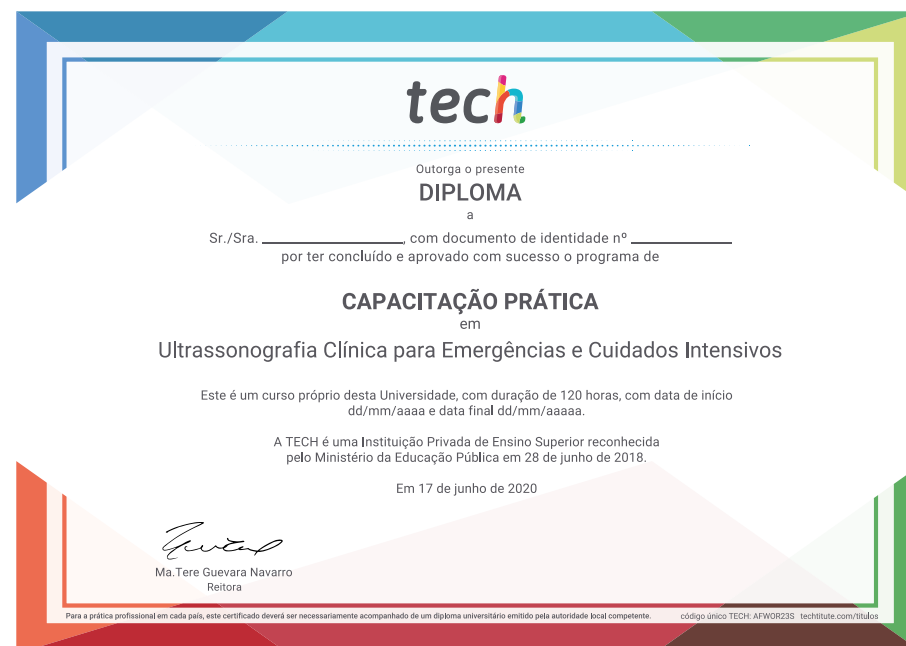 tech
Outorga o presente
DIPLOMA
a
Sr./Sra. ____________________, com documento de identidade nº ______________
por ter concluído e aprovado com sucesso o programa de
CAPACITAÇÃO PRÁTICA
em
Ultrassonografia Clínica para Emergências e Cuidados Intensivos
Este é um curso próprio desta Universidade, com duração de 120 horas, com data de início
dd/mm/aaaa e data final dd/mm/aaaaa.
A TECH é uma Instituição Privada de Ensino Superior reconhecida
pelo Ministério da Educação Pública em 28 de junho de 2018.
Em 17 de junho de 2020
Ma.Tere Guevara Navarro
Reitora
Para a prática profissional em cada país, este certificado deverá ser necessariamente acompanhado de um diploma universitário emitido pela autoridade local competente. código único TECH: AFWOR23S techtitute.com/titulos